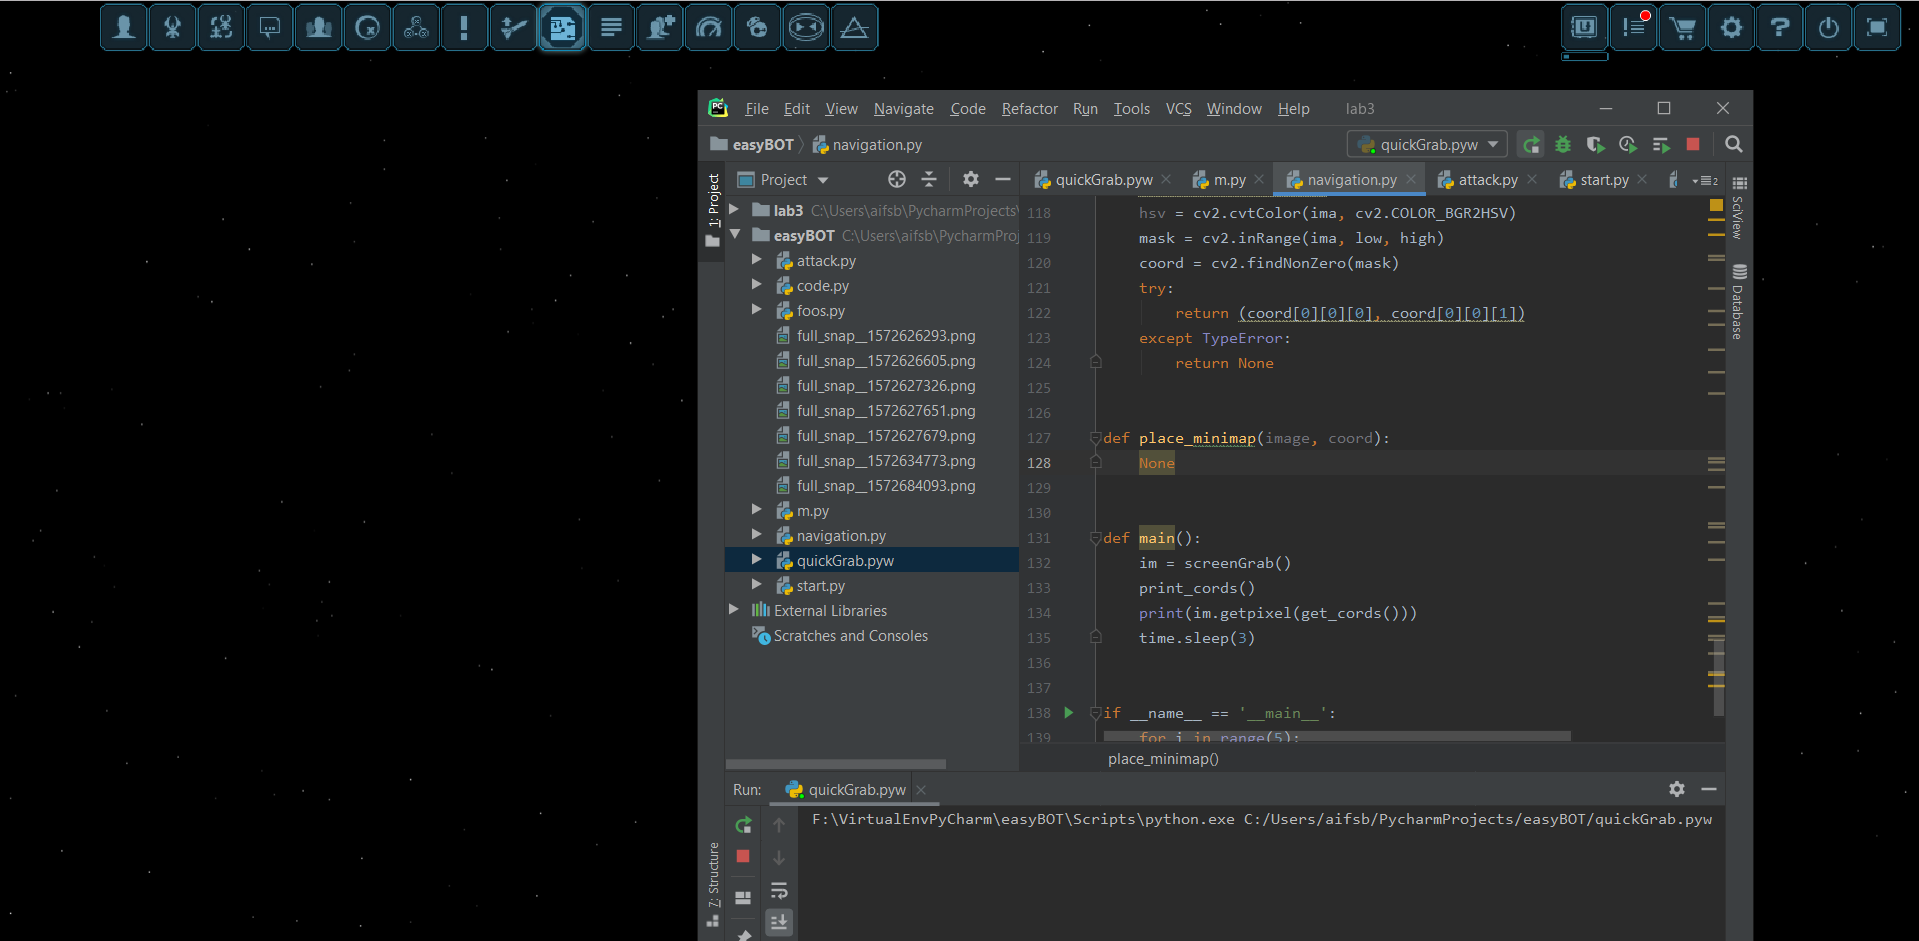 File Edit View Navigate Code Refactor Run Tools VCS Window Help lab3
easyBOT navigation.py quickGrab.pyw
1: Project
Project
quickGrab.pyw m.py navigation.py attack.py start.py
lab3 C:\Users\aifsb\PycharmProjects\
easyBOT C:\Users\aifsb\PycharmProj
attack.py
code.py
foos.py
full_snap__1572626293.png
full_snap__1572626605.png
full_snap__1572627326.png
full_snap__1572627651.png
full_snap__1572627679.png
full_snap__1572634773.png
full_snap__1572684093.png
m.py
navigation.py
quickGrab.pyw
start.py
External Libraries
Scratches and Consoles
118 hsv = cv2.cvtColor(ima, cv2.COLOR_BGR2HSV)
119 mask = cv2.inRange(ima, low, high)
120 coord = cv2.findNonZero(mask)
121 try:
122 return (coord[0][0][0], coord[0][0][1])
123 except TypeError:
124 return None
125
126
127 def place_minimap(image, coord):
128 None
129
130
131 def main():
132 im = screenGrab()
133 print_cords()
134 print(im.getpixel(get_cords()))
135 time.sleep(3)
136
137
138 if __name__ == '__main__':
139 for i in range(5):
place_minimap()
SciView
Database
Run: quickGrab.pyw
F:\VirtualEnvPyCharm\easyBOT\Scripts\python.exe C:/Users/aifsb/PycharmProjects/easyBOT/quickGrab.pyw
7: Structure